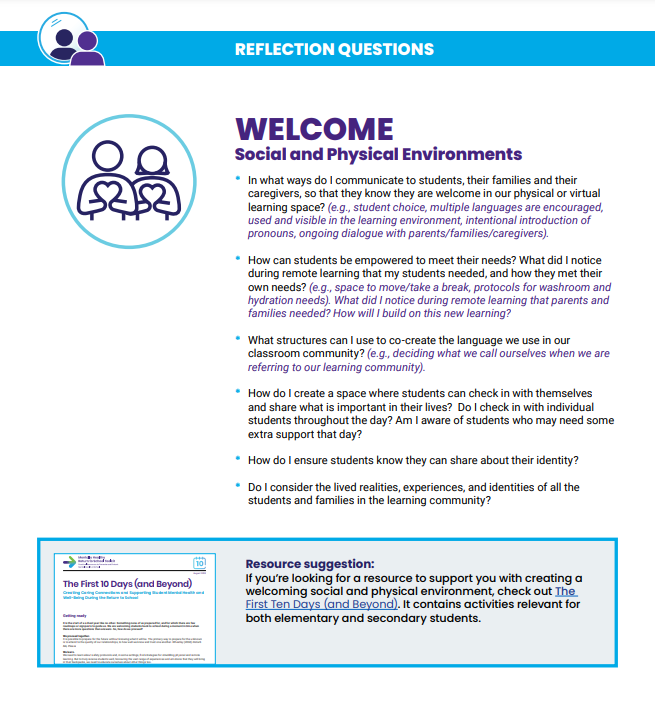 REFLECTION QUESTIONS
WELCOME
Social and Physical Environments
• In what ways do I communicate to students, their families and their
caregivers, so that they know they are welcome in our physical or virtual
learning space? (e.g., student choice, multiple languages are encouraged,
used and visible in the learning environment, intentional introduction of
pronouns, ongoing dialogue with parents/families/caregivers).
• How can students be empowered to meet their needs? What did I notice
during remote learning that my students needed, and how they met their
own needs? (e.g., space to move/take a break, protocols for washroom and
hydration needs). What did I notice during remote learning that parents and
families needed? How will I build on this new learning?
• What structures can I use to co-create the language we use in our
classroom community? (e.g., deciding what we call ourselves when we are
referring to our learning community).
• How do I create a space where students can check in with themselves
and share what is important in their lives?  Do I check in with individual
students throughout the day? Am I aware of students who may need some
extra support that day?
• How do I ensure students know they can share about their identity?
• Do I consider the lived realities, experiences, and identities of all the
students and families in the learning community?
10
The First 10 Days (and Beyond)
Creating Caring Connections and Supporting Student Mental Health and
Well-Being During the Return to School
Getting ready
Resource suggestion:
If you're looking for a resource to support you with creating a
welcoming social and physical environment, check out The
First Ten Days (and Beyond). It contains activities relevant for
both elementary and secondary students.